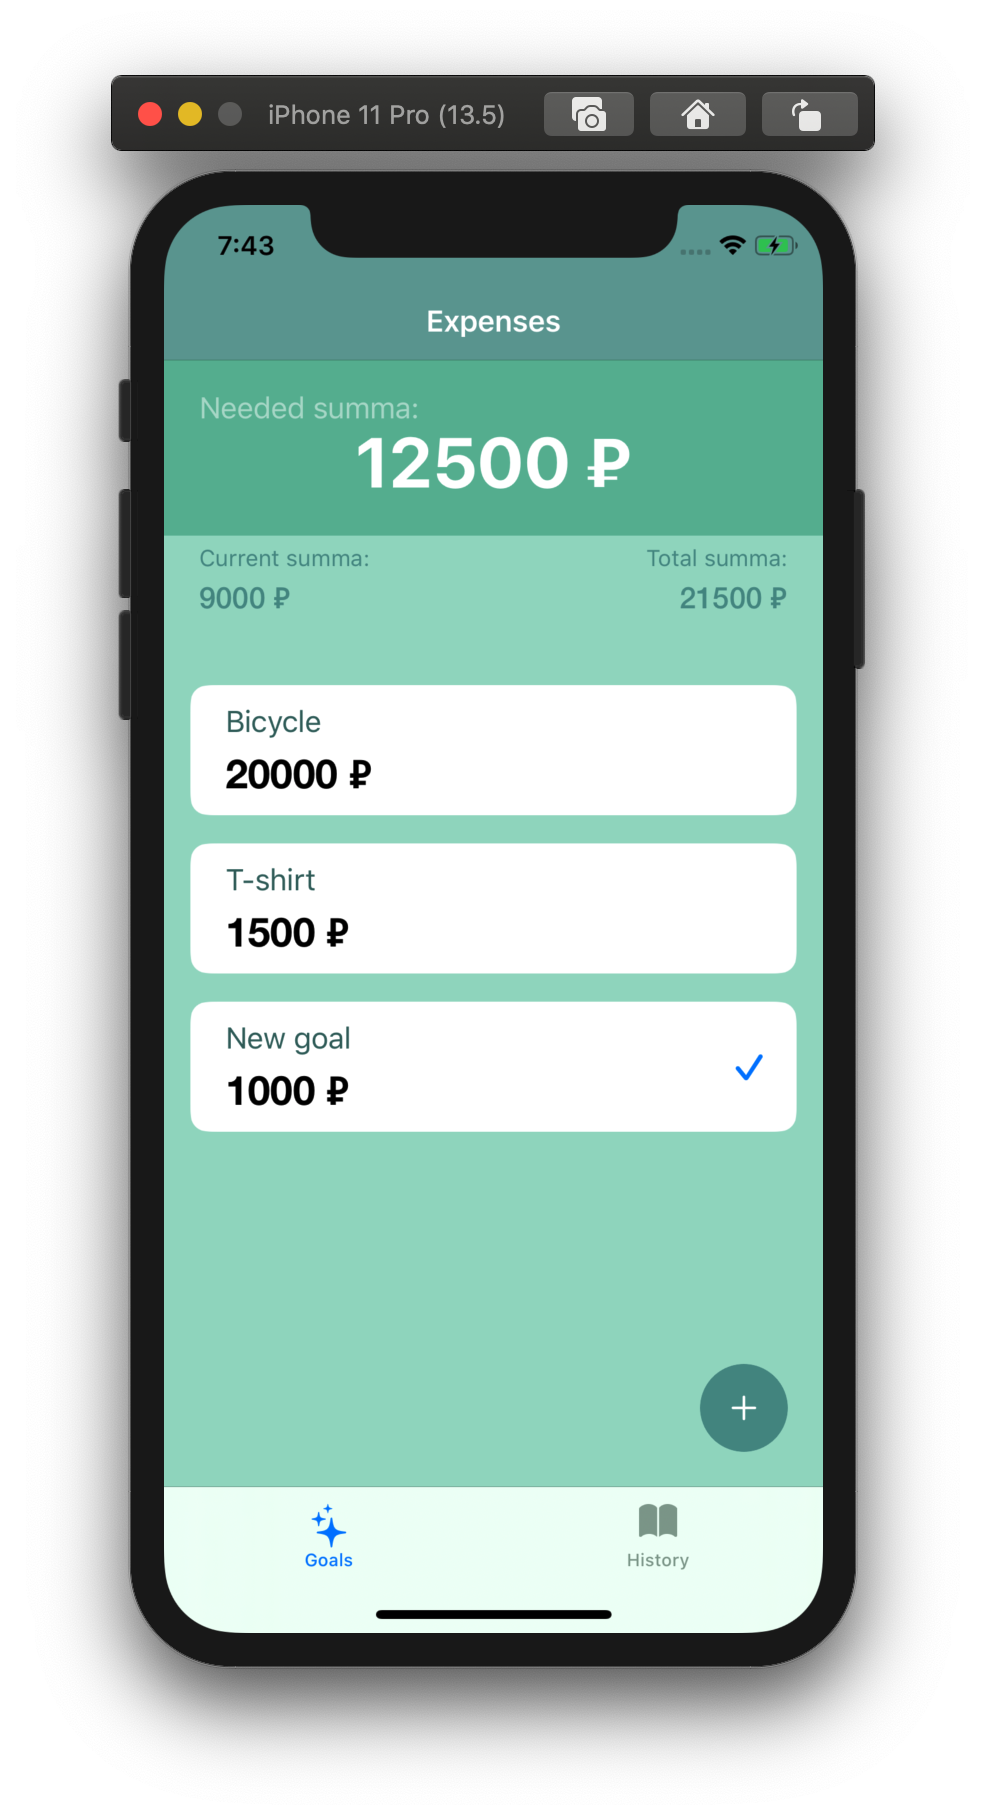 iPhone 11 Pro (13.5)
7:43
Expenses
Needed summa:
12500 ₽
Current summa:
Total summa:
9000 ₽
21500 ₽
Bicycle
20000 ₽
T-shirt
1500 ₽
New goal
1000 ₽
Goals
History